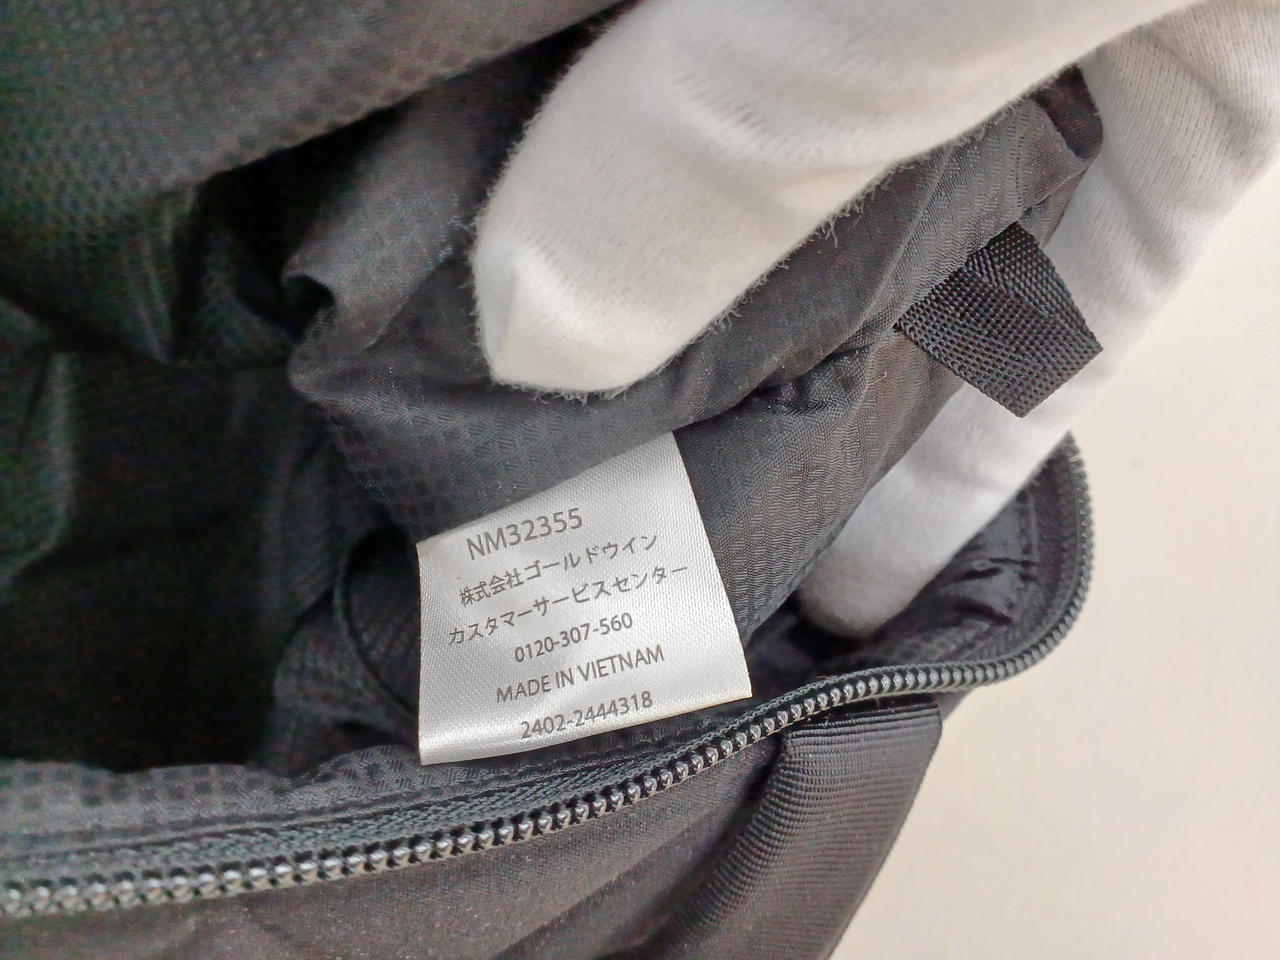 NM32355
株式会社ゴールドウイン
カスタマーサービスセンター
0120-307-560
MADE IN VIETNAM
2402-2444318